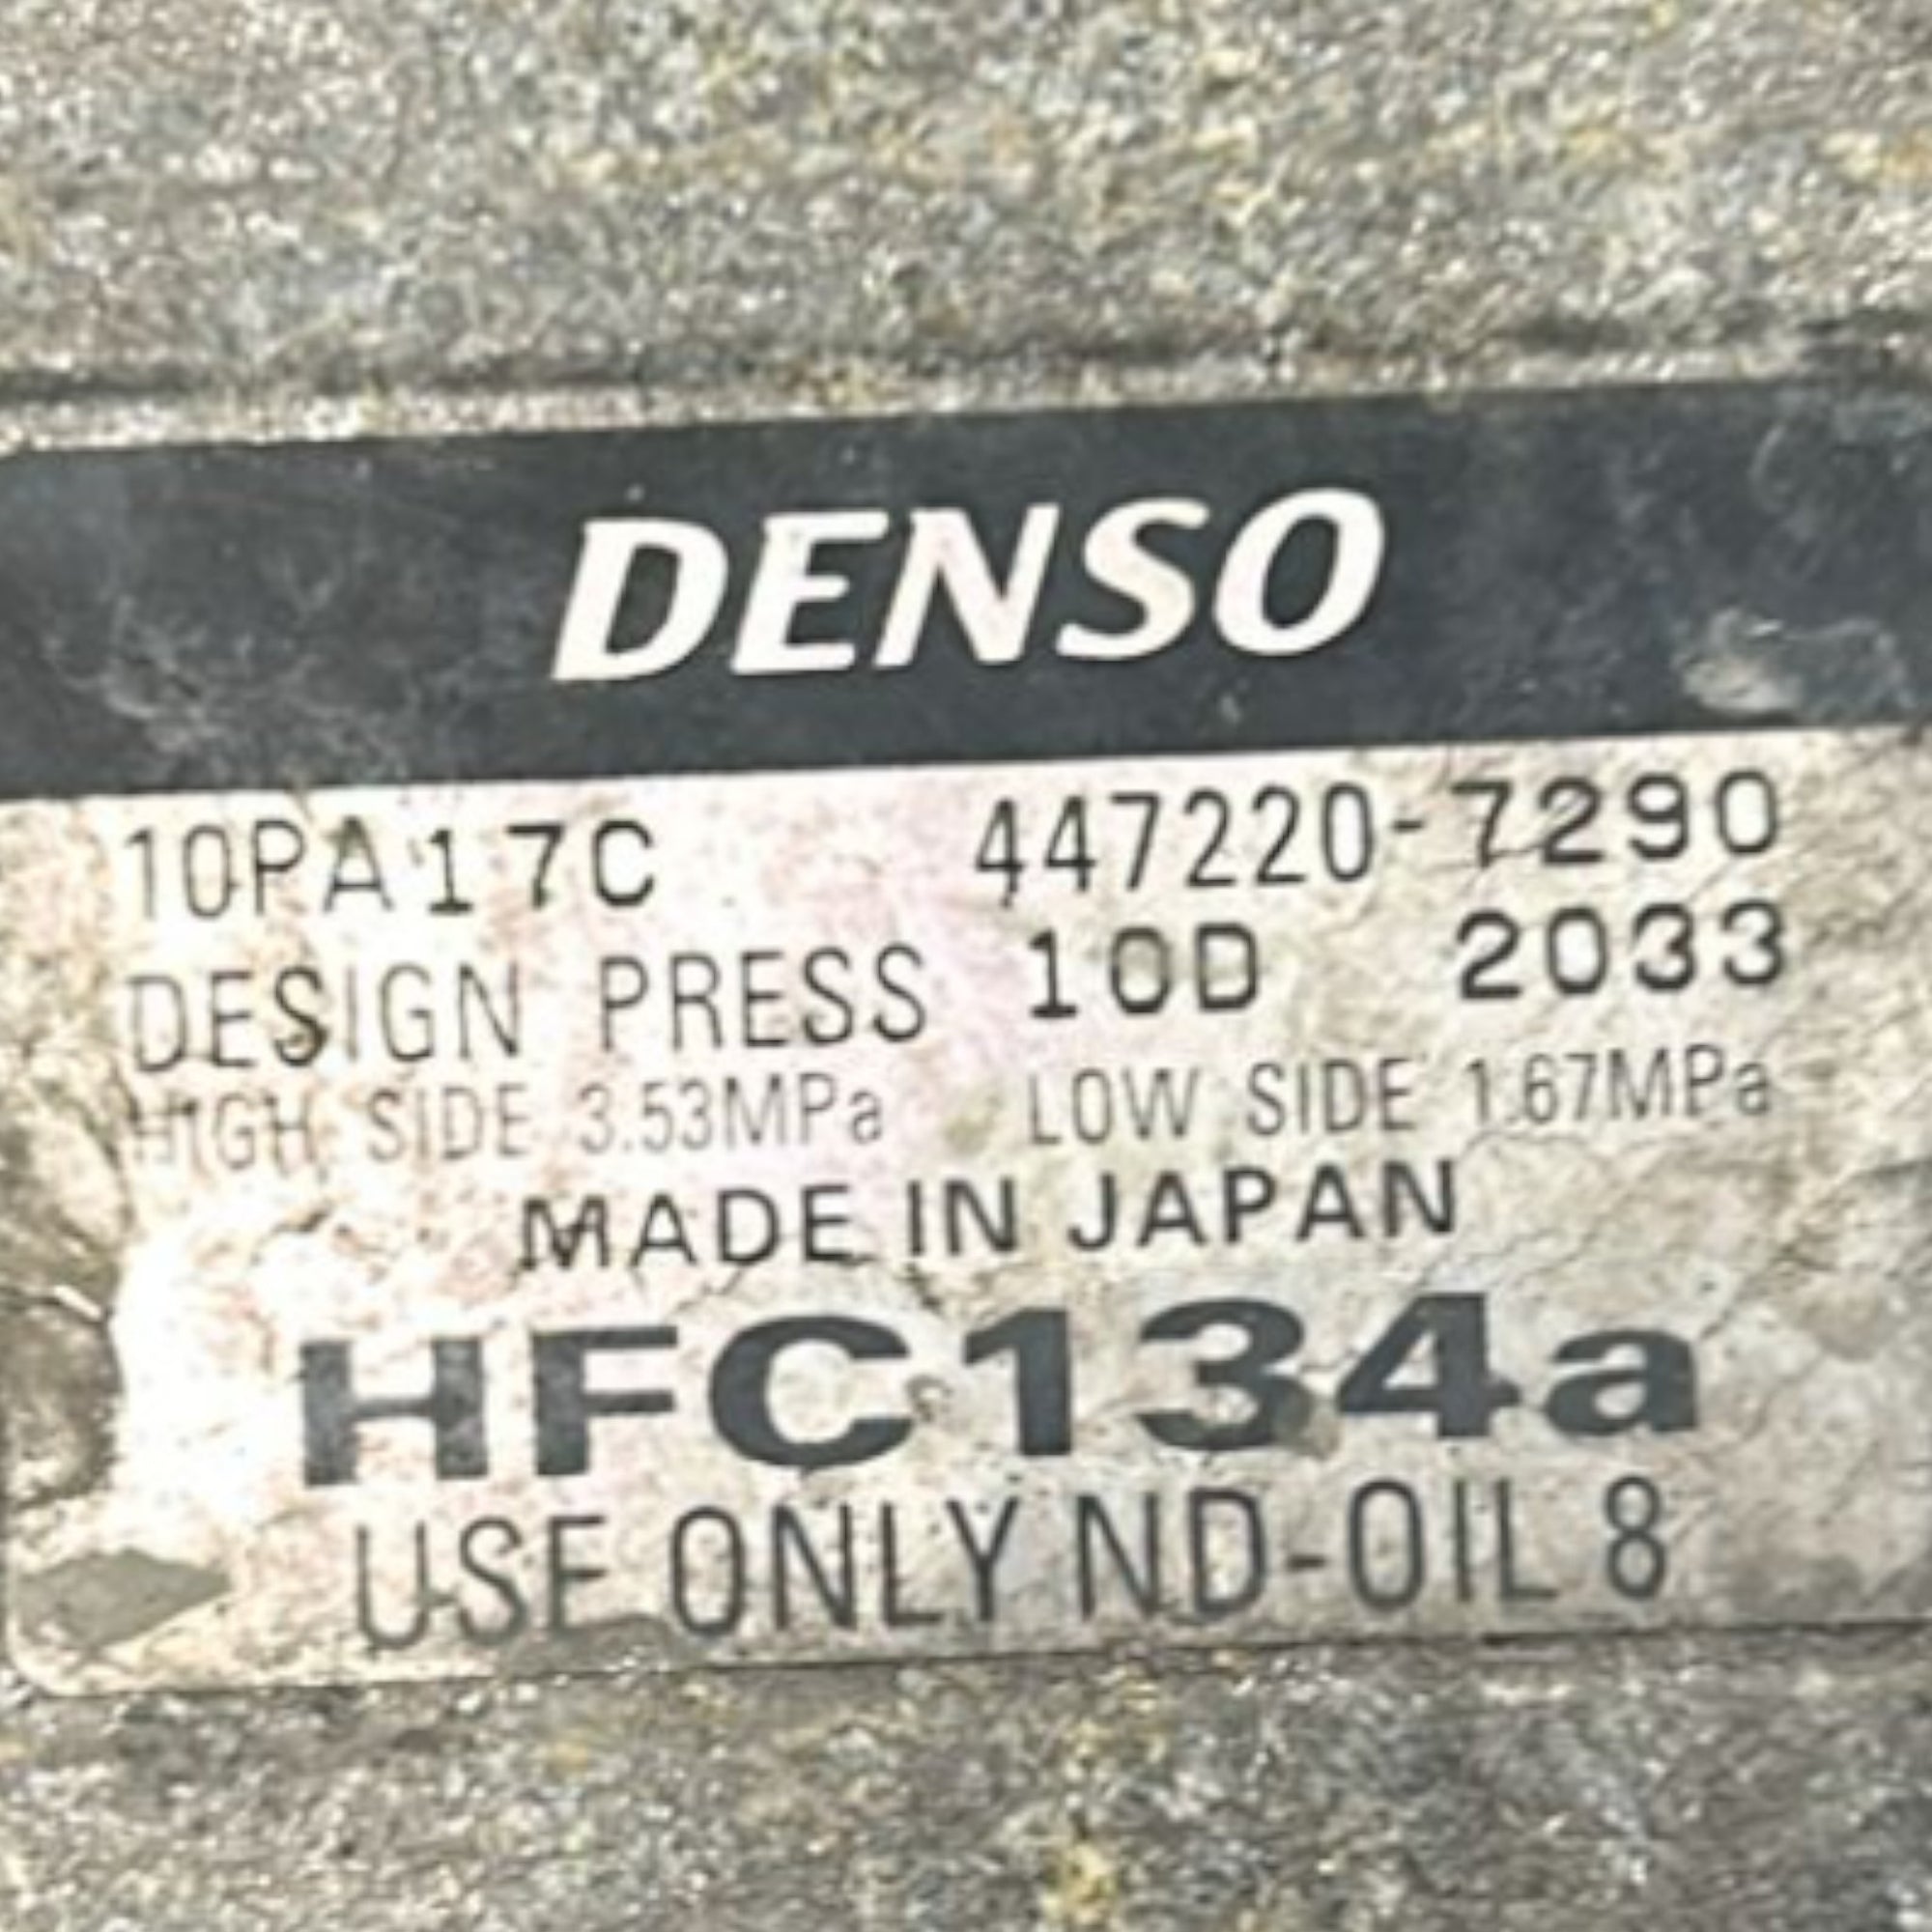 DENSO
10PA17C 447220-7290
DESIGN PRESS 10D 2033
HIGH SIDE 3.53MPa LOW SIDE 1.67MPa
MADE IN JAPAN
HFC134a
USE ONLY ND-OIL 8